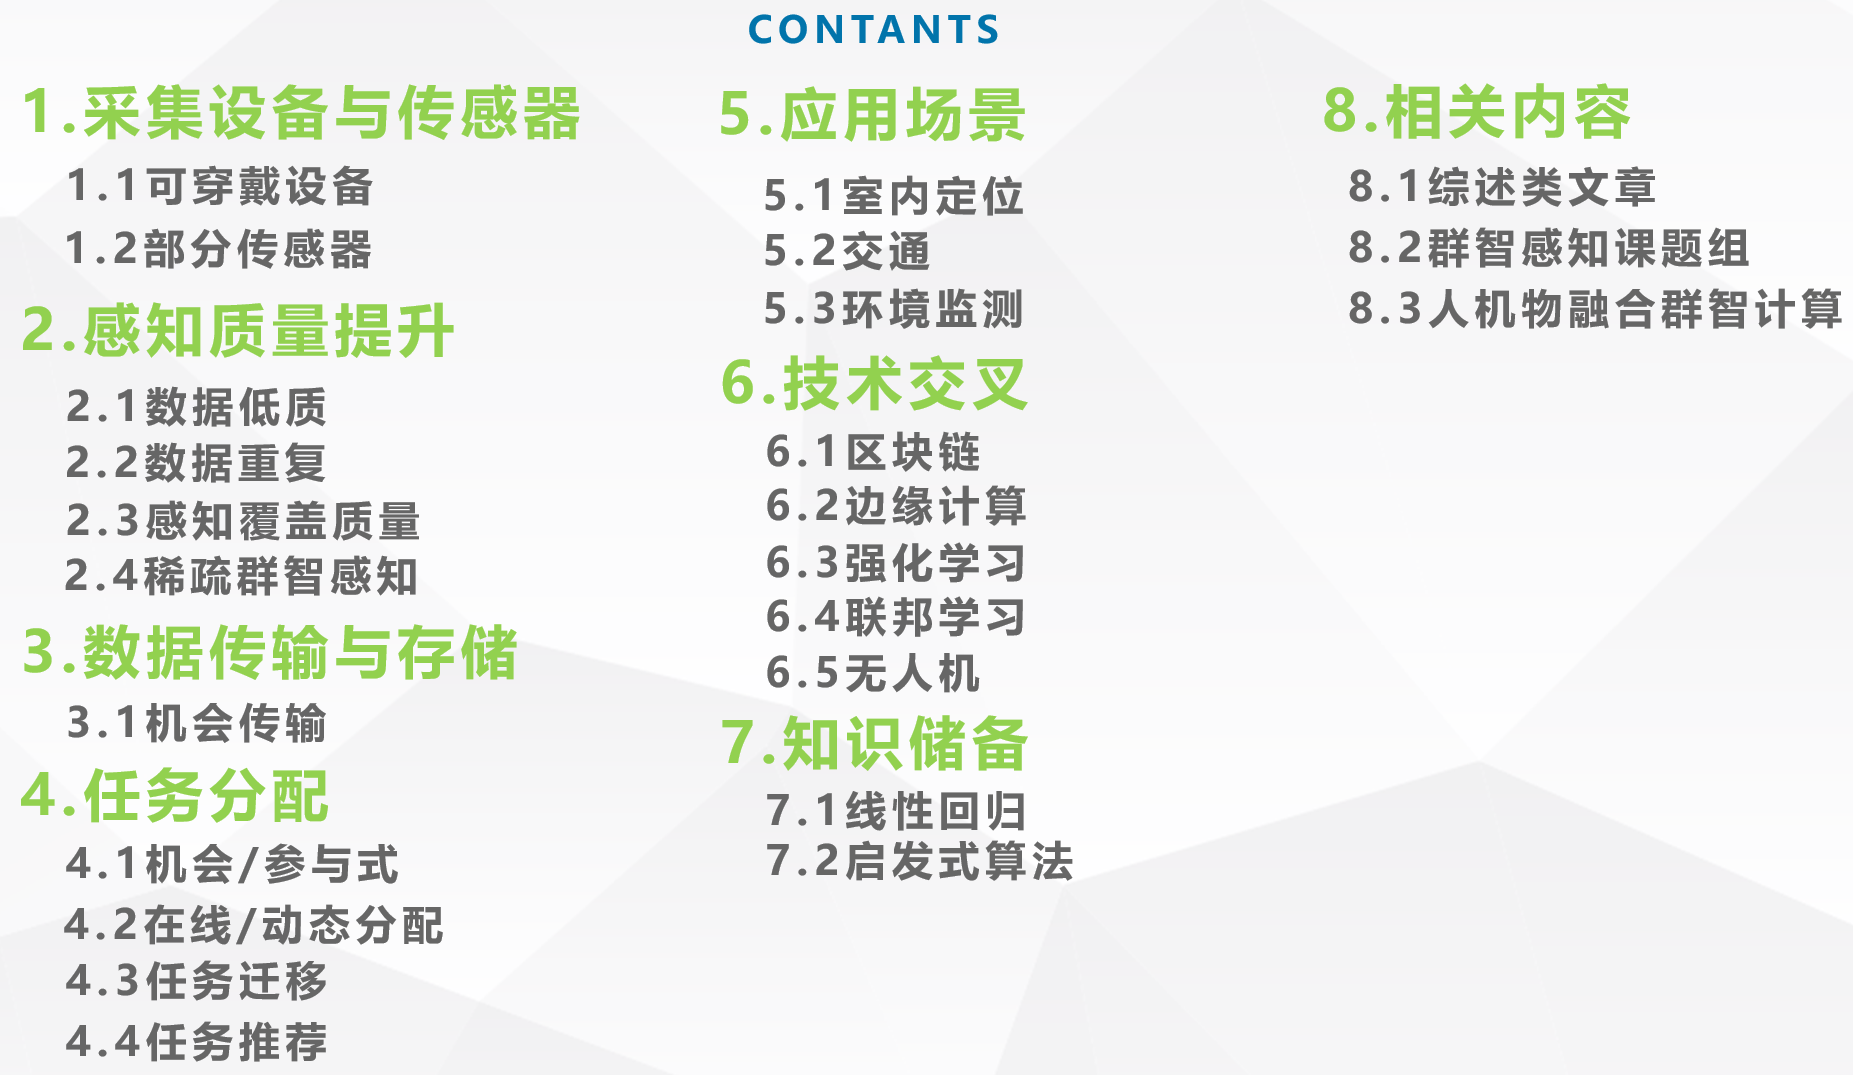 CONTANTS
1.采集设备与传感器
1.1可穿戴设备
1.2部分传感器
2.感知质量提升
2.1数据低质
2.2数据重复
2.3感知覆盖质量
2.4稀疏群智感知
3.数据传输与存储
3.1机会传输
4.任务分配
4.1机会/参与式
4.2在线/动态分配
4.3任务迁移
4.4任务推荐
5.应用场景
5.1室内定位
5.2交通
5.3环境监测
6.技术交叉
6.1区块链
6.2边缘计算
6.3强化学习
6.4联邦学习
6.5无人机
7.知识储备
7.1线性回归
7.2启发式算法
8.相关内容
8.1综述类文章
8.2群智感知课题组
8.3人机物融合群智计算